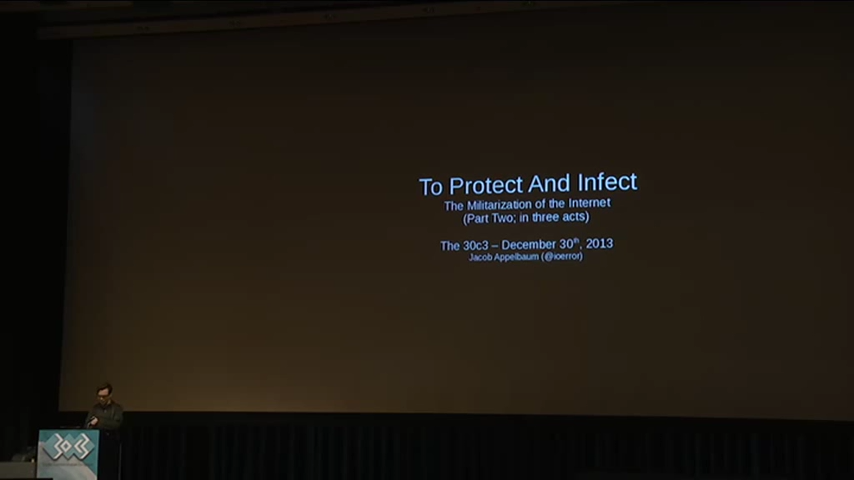 To Protect And Infect
The Militarization of the Internet
(Part Two; in three acts)
The 30c3 – December 30th, 2013
Jacob Appelbaum (@ioerror)
30C3